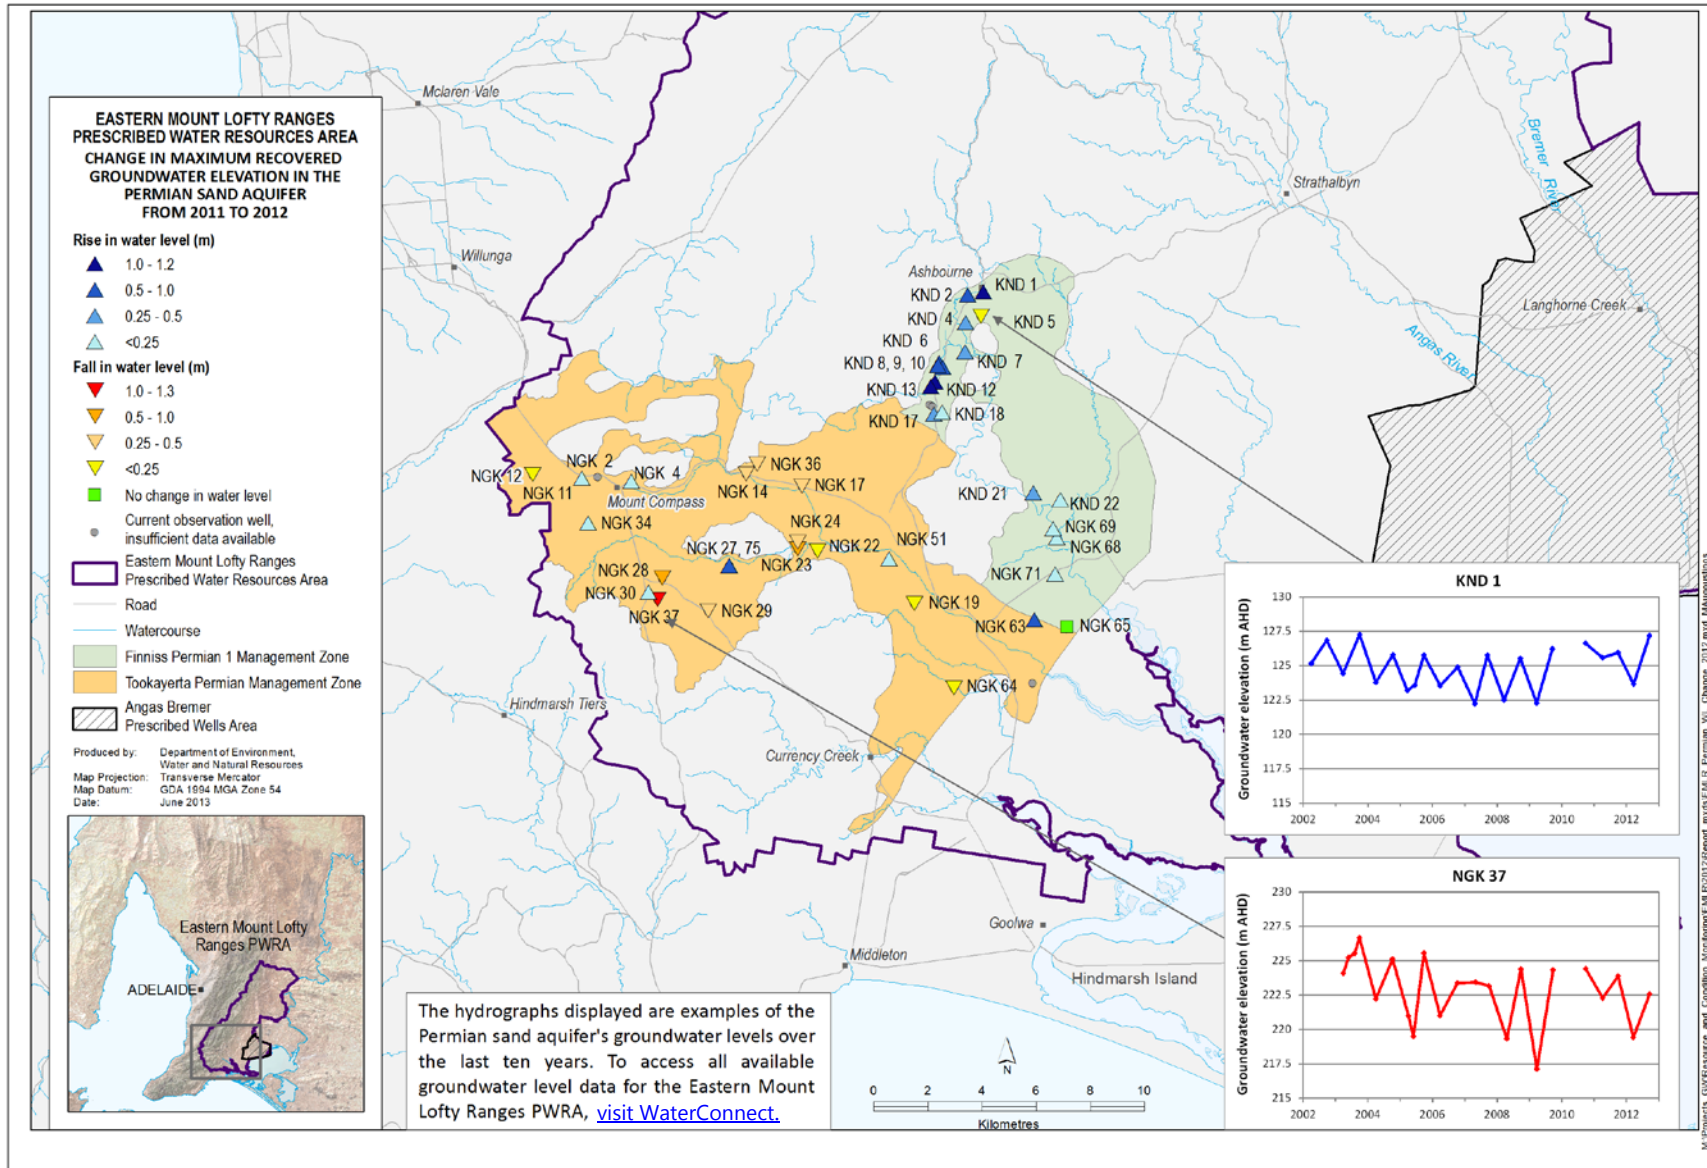 EASTERN MOUNT LOFTY RANGES
PRESCRIBED WATER RESOURCES AREA
CHANGE IN MAXIMUM RECOVERED
GROUNDWATER ELEVATION IN THE
PERMIAN SAND AQUIFER
FROM 2011 TO 2012
Rise in water level (m)
1.0 - 1.2
0.5 - 1.0
0.25 - 0.5
<0.25
Fall in water level (m)
1.0 - 1.3
0.5 - 1.0
0.25 - 0.5
<0.25
No change in water level
Current observation well,
insufficient data available
Eastern Mount Lofty Ranges
Prescribed Water Resources Area
Road
Watercourse
Finniss Permian 1 Management Zone
Tookayerta Permian Management Zone
Angas Bremer
Prescribed Wells Area
Produced by: Department of Environment,
Water and Natural Resources
Map Projection: Transverse Mercator
Map Datum: GDA 1994 MGA Zone 54
Date: June 2013
Eastern Mount Lofty
Ranges PWRA
ADELAIDE
Mclaren Vale
Willunga
Strathalbyn
Bremer River
Langhorne Creek
Angas River
Ashbourne
KND 1
KND 2
KND 4
KND 5
KND 6
KND 8, 9, 10
KND 7
KND 13
KND 12
KND 17
KND 18
NGK 12
NGK 2
NGK 4
NGK 11
Mount Compass
NGK 36
NGK 14
NGK 17
NGK 34
NGK 24
NGK 27, 75
NGK 23
NGK 22
NGK 51
KND 21
KND 22
NGK 69
NGK 68
NGK 71
NGK 28
NGK 30
NGK 37
NGK 29
NGK 19
NGK 63
NGK 65
NGK 64
Hindmarsh Tiers
Currency Creek
Goolwa
Middleton
Hindmarsh Island
The hydrographs displayed are examples of the
Permian sand aquifer's groundwater levels over
the last ten years. To access all available
groundwater level data for the Eastern Mount
Lofty Ranges PWRA, visit WaterConnect.
N
0 2 4 6 8 10
Kilometres
KND 1
Groundwater elevation (m AHD)
130
127.5
125
122.5
120
117.5
115
2002 2004 2006 2008 2010 2012
NGK 37
Groundwater elevation (m AHD)
230
227.5
225
222.5
220
217.5
215
2002 2004 2006 2008 2010 2012